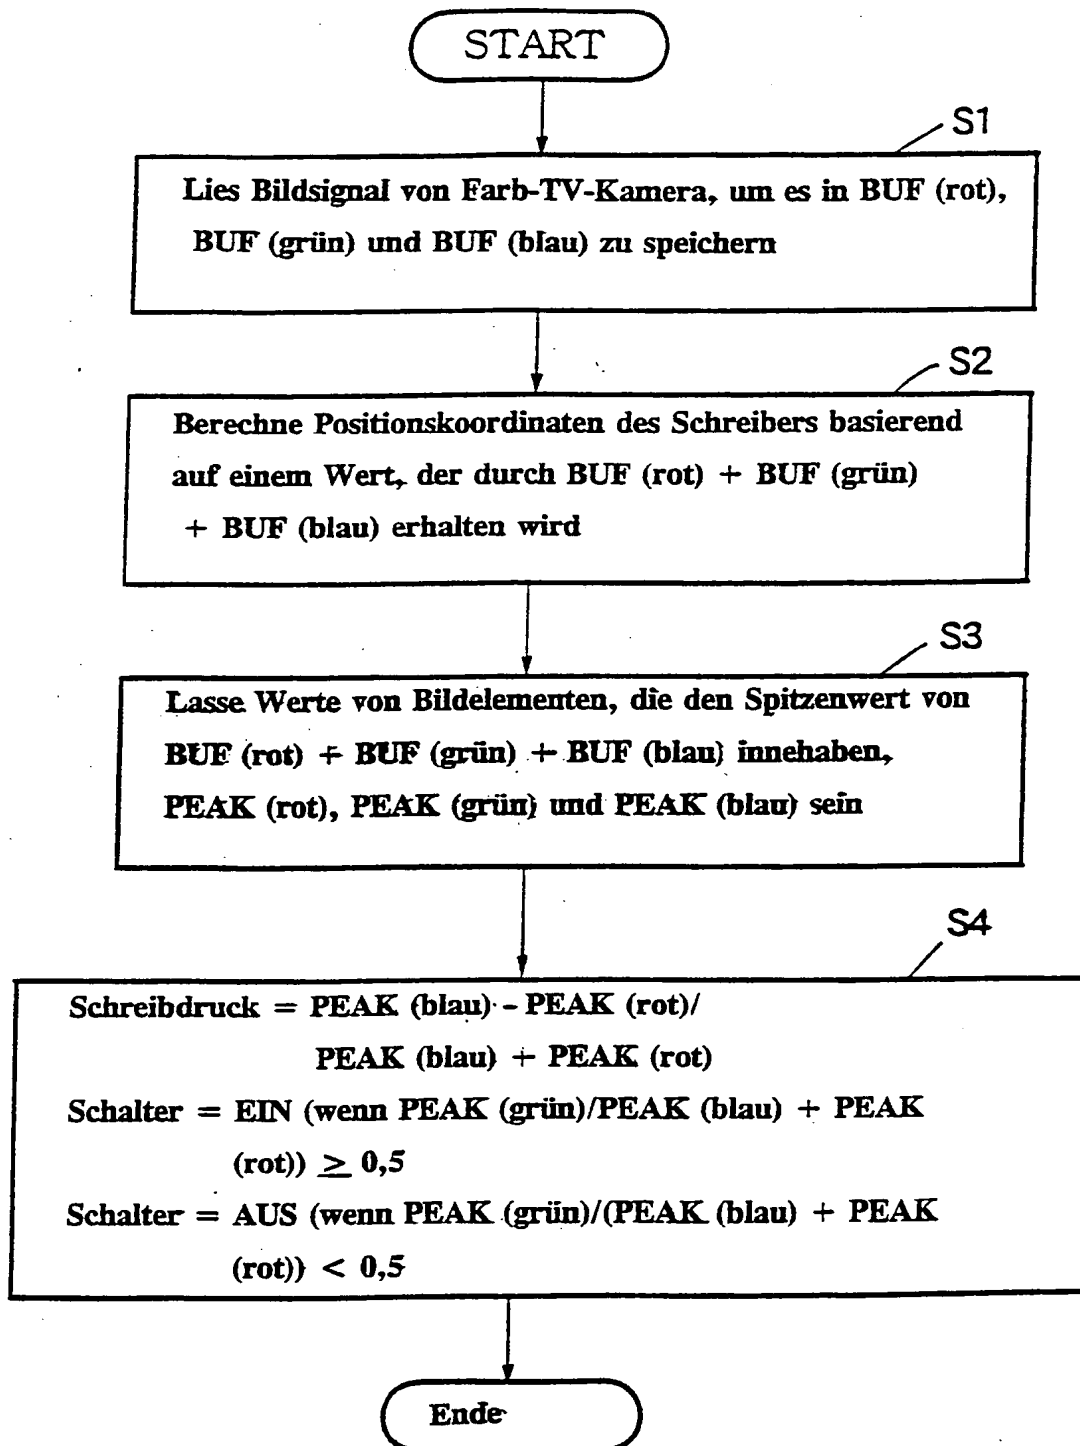 START
S1
Lies Bildsignal von Farb-TV-Kamera, um es in BUF (rot),
BUF (grün) und BUF (blau) zu speichern
S2
Berechne Positionskoordinaten des Schreibers basierend
auf einem Wert, der durch BUF (rot) + BUF (grün)
+ BUF (blau) erhalten wird
S3
Lasse Werte von Bildelementen, die den Spitzenwert von
BUF (rot) + BUF (grün) + BUF (blau) innehaben,
PEAK (rot), PEAK (grün) und PEAK (blau) sein
S4
Schreibdruck = PEAK (blau) - PEAK (rot)/
PEAK (blau) + PEAK (rot)
Schalter = EIN (wenn PEAK (grün)/PEAK (blau) + PEAK
(rot)) ≥ 0,5
Schalter = AUS (wenn PEAK (grün)/(PEAK (blau) + PEAK
(rot)) < 0,5
Ende